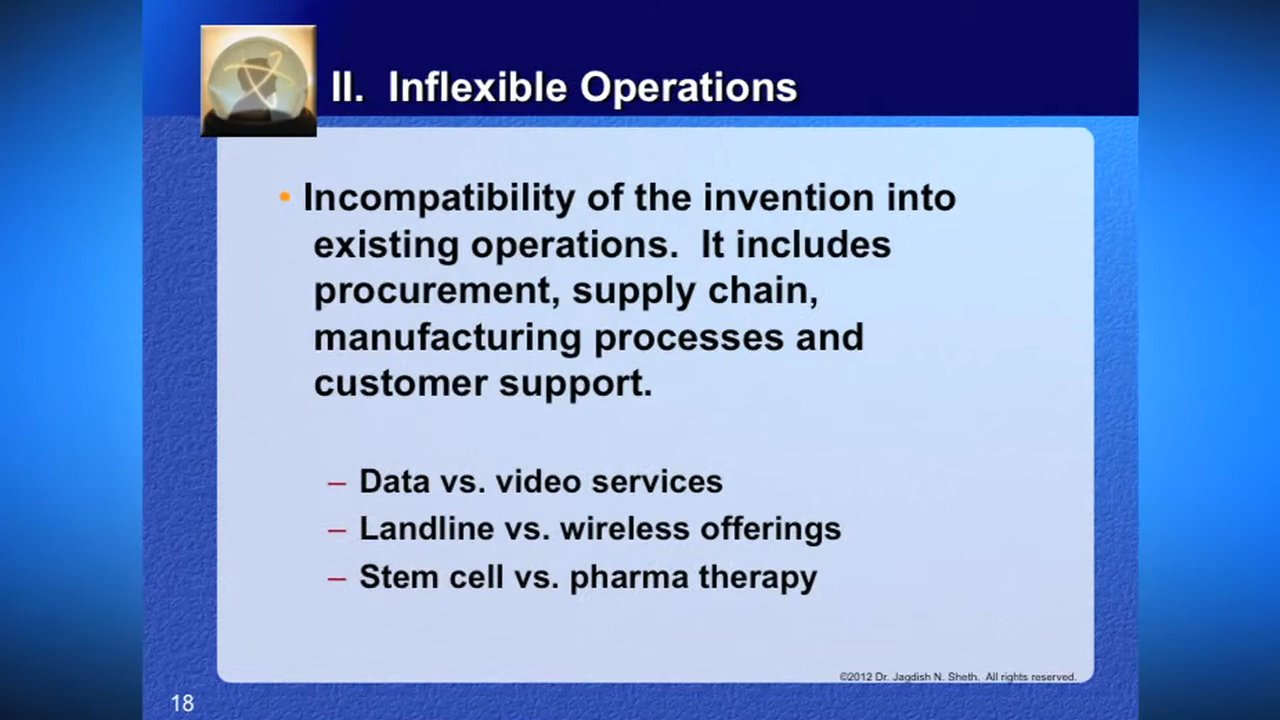 II. Inflexible Operations
• Incompatibility of the invention into
existing operations. It includes
procurement, supply chain,
manufacturing processes and
customer support.
– Data vs. video services
– Landline vs. wireless offerings
– Stem cell vs. pharma therapy
©2012 Dr. Jagdish N. Sheth. All rights reserved.
18